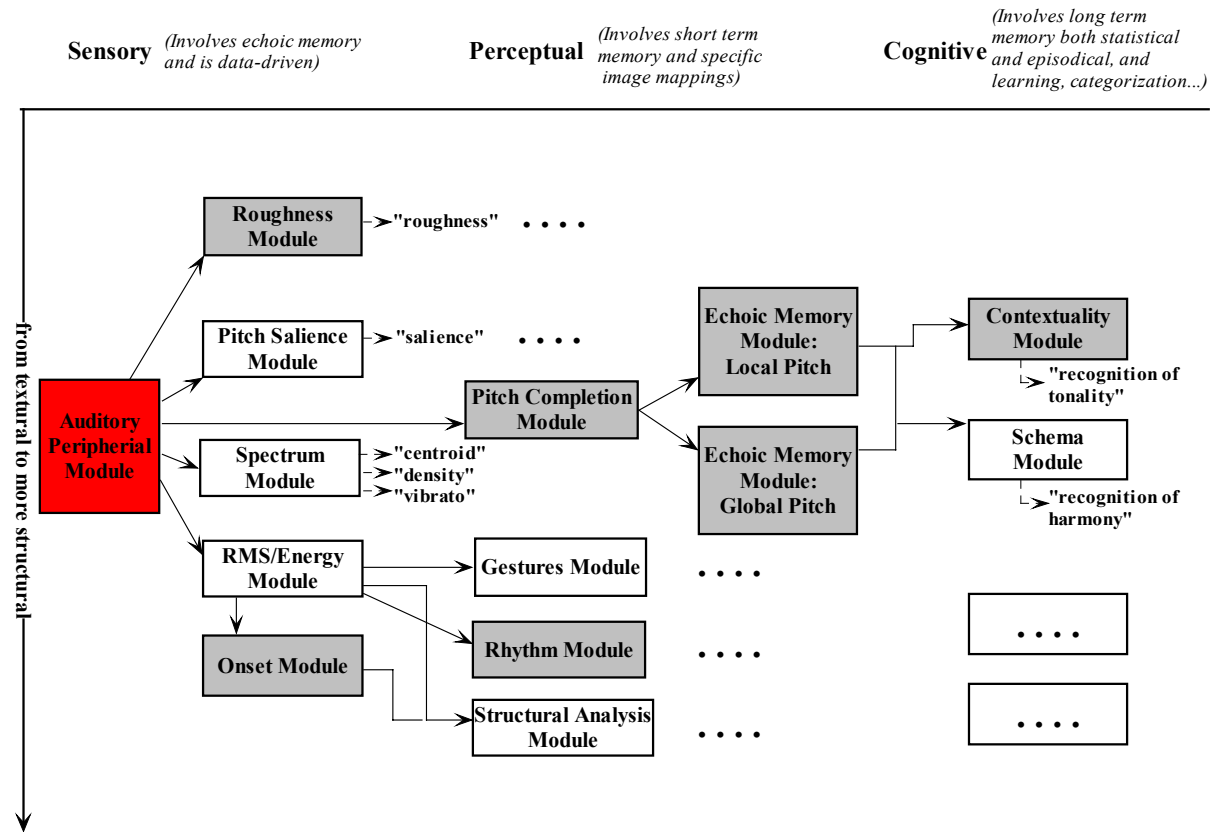 Sensory
(Involves echoic memory
and is data-driven)
Perceptual
(Involves short term
memory and specific
image mappings)
Cognitive
(Involves long term
memory both statistical
and episodical, and
learning, categorization...)
from textural to more structural
Roughness
Module
"roughness"
. . . .
Pitch Salience
Module
"salience"
. . . .
Auditory
Peripherial
Module
Pitch Completion
Module
Echoic Memory
Module:
Local Pitch
Echoic Memory
Module:
Global Pitch
Contextuality
Module
"recognition of
tonality"
Schema
Module
"recognition of
harmony"
Spectrum
Module
"centroid"
"density"
"vibrato"
RMS/Energy
Module
Gestures Module
. . . .
Onset Module
Rhythm Module
. . . .
. . . .
Structural Analysis
Module
. . . .
. . . .